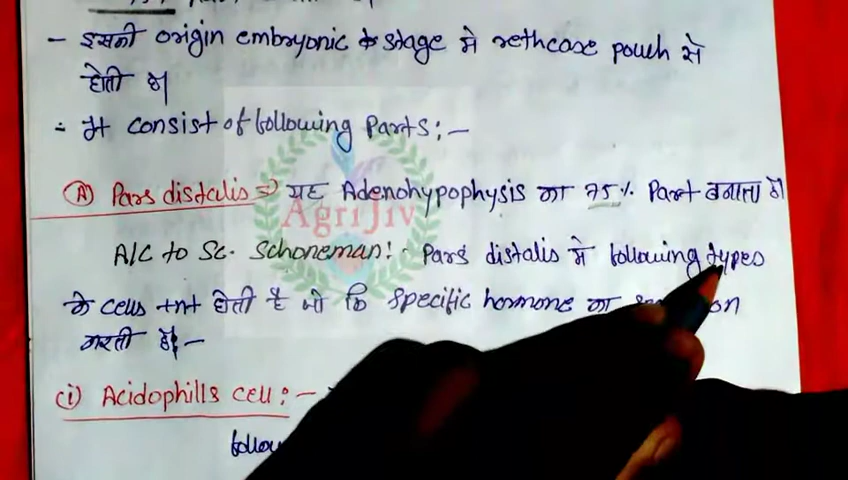 - इसकी origin embryonic के stage में rethcase pouch से
होती है।
- It consist of following Parts:-
(A) Pars distalis => यह Adenohypophysis का 75% Part बनाता है।
AgriJiv
A/C to Sc. Schoneman:- Pars distalis में following types
के cells +nt होती है जो कि specific hormone का
करती है:-
(i) Acidophills cell:-